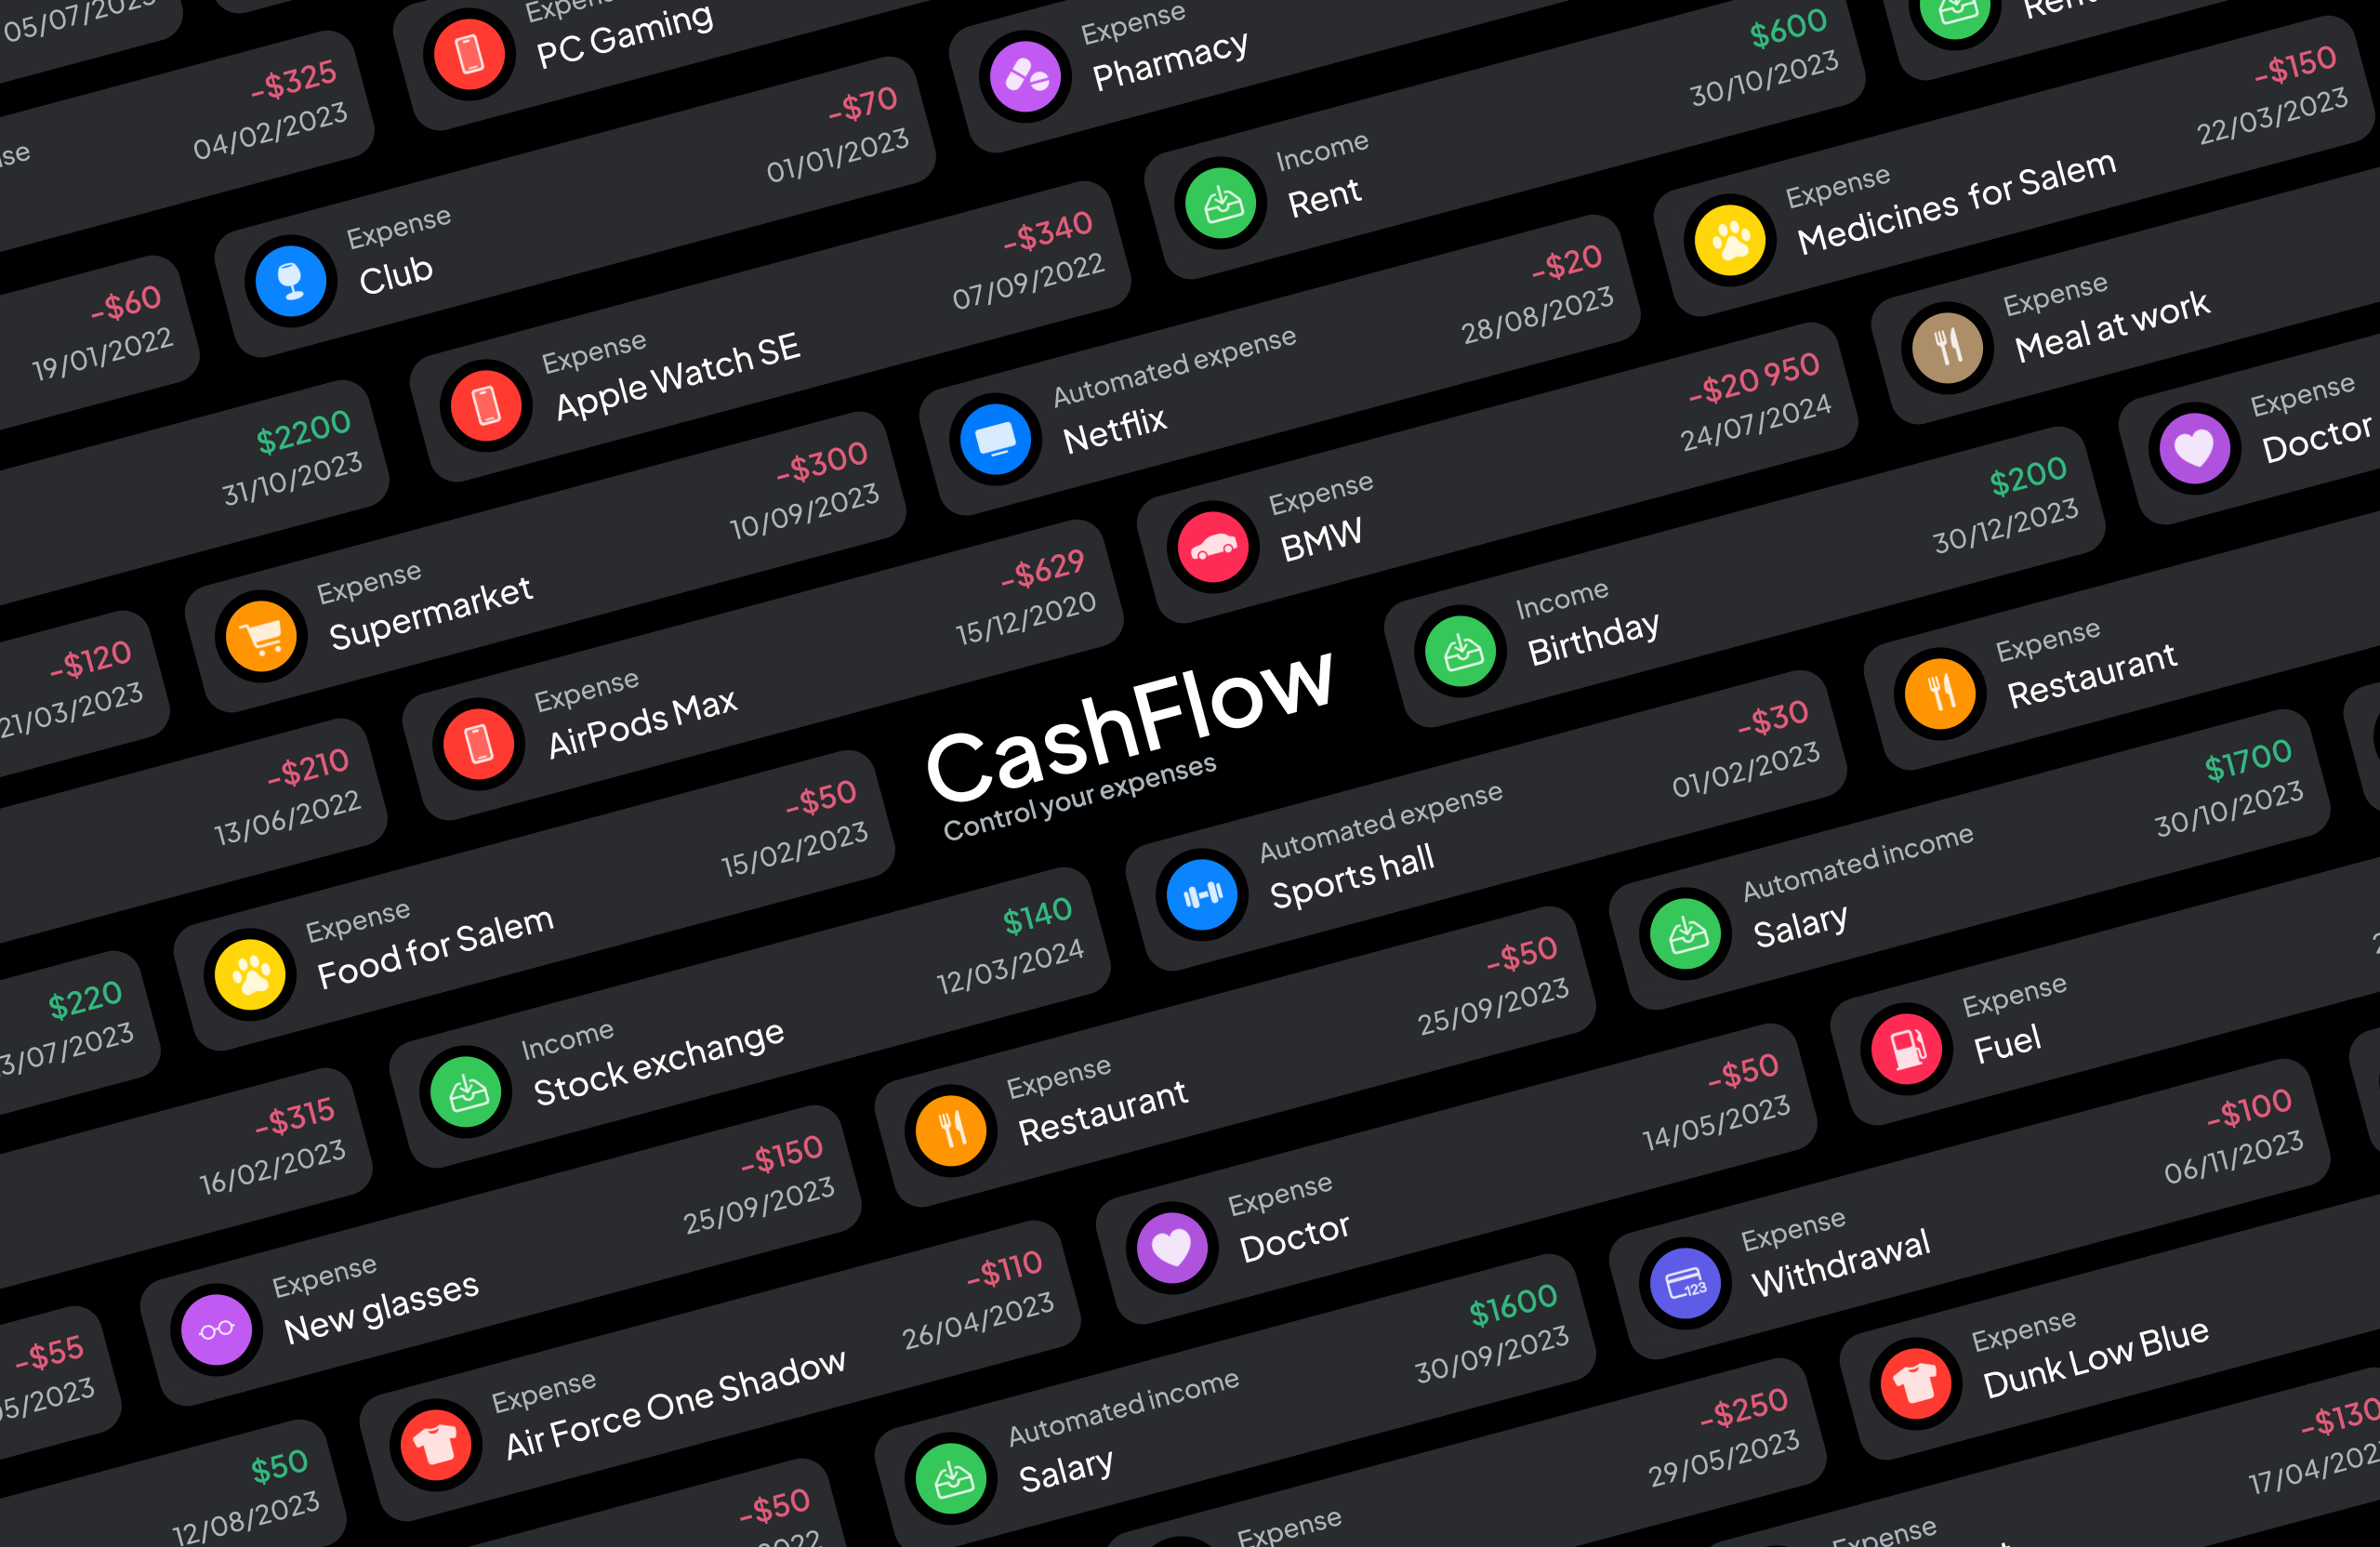 05/07/2023
-$325
04/02/2023
Expense
PC Gaming
-$70
01/01/2023
Expense
Pharmacy
$600
30/10/2023
-$150
22/03/2023
-$60
19/01/2022
Expense
Club
-$340
07/09/2022
Income
Rent
-$20
28/08/2023
Expense
Medicines for Salem
$2200
31/10/2023
Expense
Apple Watch SE
-$300
10/09/2023
Automated expense
Netflix
-$20 950
24/07/2024
Expense
Meal at work
-$120
21/03/2023
Expense
Supermarket
-$629
15/12/2020
Expense
BMW
$200
30/12/2023
Expense
Doctor
-$210
13/06/2022
Expense
AirPods Max
CashFlow
Control your expenses
Income
Birthday
-$30
01/02/2023
Expense
Restaurant
$220
3/07/2023
Expense
Food for Salem
-$50
15/02/2023
$140
12/03/2024
Automated expense
Sports hall
$1700
30/10/2023
-$315
16/02/2023
Income
Stock exchange
-$50
25/09/2023
Automated income
Salary
-$55
05/2023
Expense
New glasses
-$150
25/09/2023
Expense
Restaurant
-$50
14/05/2023
Expense
Fuel
$50
12/08/2023
Expense
Air Force One Shadow
-$110
26/04/2023
Expense
Doctor
-$100
06/11/2023
$1600
30/09/2023
Expense
Withdrawal
-$50
Automated income
Salary
-$250
29/05/2023
Expense
Dunk Low Blue
Expense
-$130
17/04/202
Expense